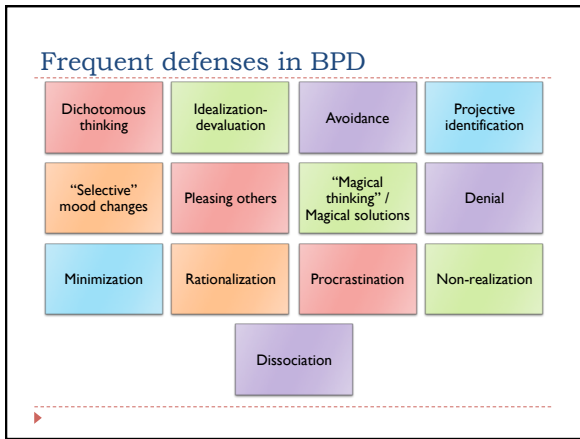 Frequent defenses in BPD
Dichotomous
thinking
Idealization-
devaluation
Avoidance
Projective
identification
“Selective”
mood changes
Pleasing others
“Magical
thinking” /
Magical solutions
Denial
Minimization
Rationalization
Procrastination
Non-realization
Dissociation